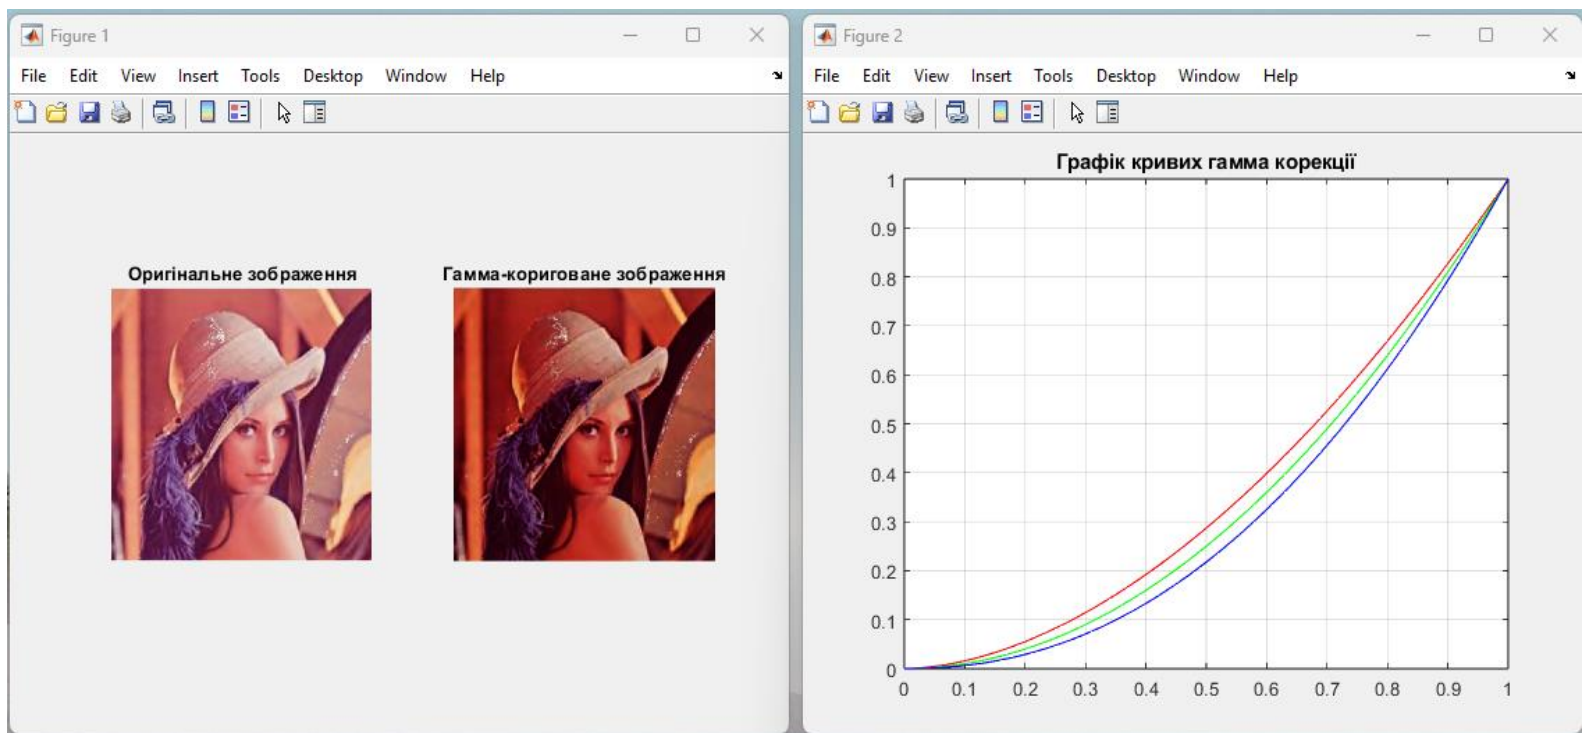 Figure 1
File Edit View Insert Tools Desktop Window Help
Оригінальне зображення
Гамма-кориговане зображення
Figure 2
File Edit View Insert Tools Desktop Window Help
Графік кривих гамма корекції
1
0.9
0.8
0.7
0.6
0.5
0.4
0.3
0.2
0.1
0
0 0.1 0.2 0.3 0.4 0.5 0.6 0.7 0.8 0.9 1